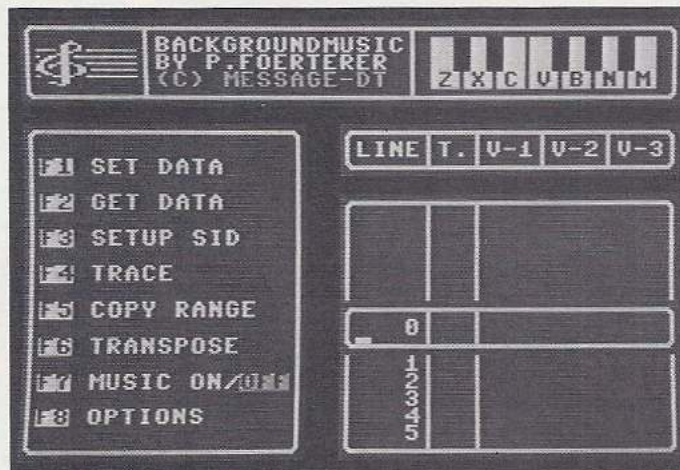 BACKGROUNDMUSIC
BY P.FOERTERER
(C) MESSAGE-DT
Z X C V B N M
F1 SET DATA
F2 GET DATA
F3 SETUP SID
F4 TRACE
F5 COPY RANGE
F6 TRANSPOSE
F7 MUSIC ON/OFF
F8 OPTIONS
LINE T. V-1 V-2 V-3
0
1
2
3
4
5